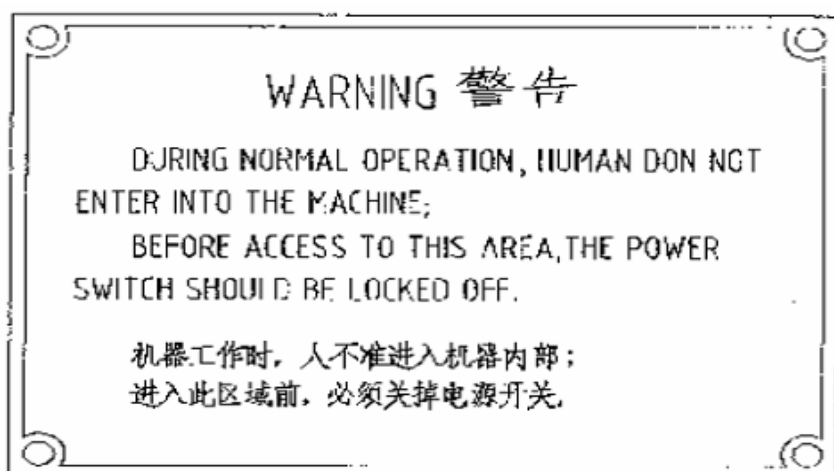 WARNING 警告
DURING NORMAL OPERATION, HUMAN DON NOT
ENTER INTO THE MACHINE;
BEFORE ACCESS TO THIS AREA,THE POWER
SWITCH SHOULD BE LOCKED OFF.
机器工作时，人不准进入机器内部；
进入此区域前，必须关掉电源开关.